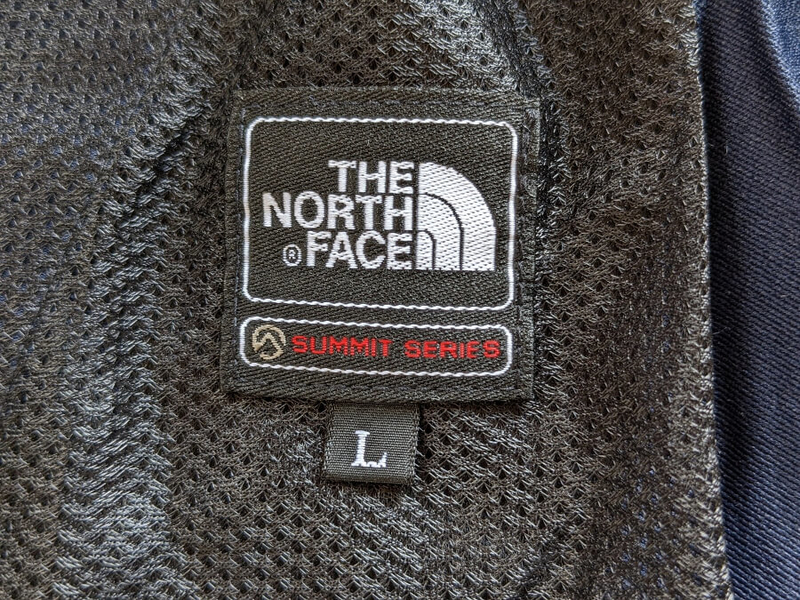 THE
NORTH
® FACE
SUMMIT SERIES
L